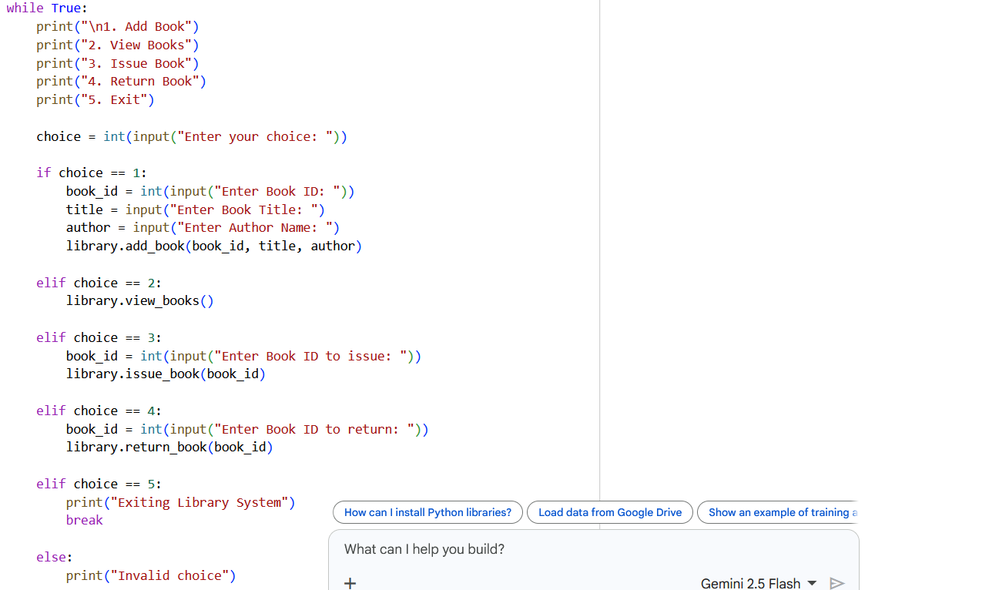 while True:
    print("\n1. Add Book")
    print("2. View Books")
    print("3. Issue Book")
    print("4. Return Book")
    print("5. Exit")

    choice = int(input("Enter your choice: "))

    if choice == 1:
        book_id = int(input("Enter Book ID: "))
        title = input("Enter Book Title: ")
        author = input("Enter Author Name: ")
        library.add_book(book_id, title, author)

    elif choice == 2:
        library.view_books()

    elif choice == 3:
        book_id = int(input("Enter Book ID to issue: "))
        library.issue_book(book_id)

    elif choice == 4:
        book_id = int(input("Enter Book ID to return: "))
        library.return_book(book_id)

    elif choice == 5:
        print("Exiting Library System")
        break

    else:
        print("Invalid choice")
How can I install Python libraries?
Load data from Google Drive
Show an example of training a
What can I help you build?
Gemini 2.5 Flash